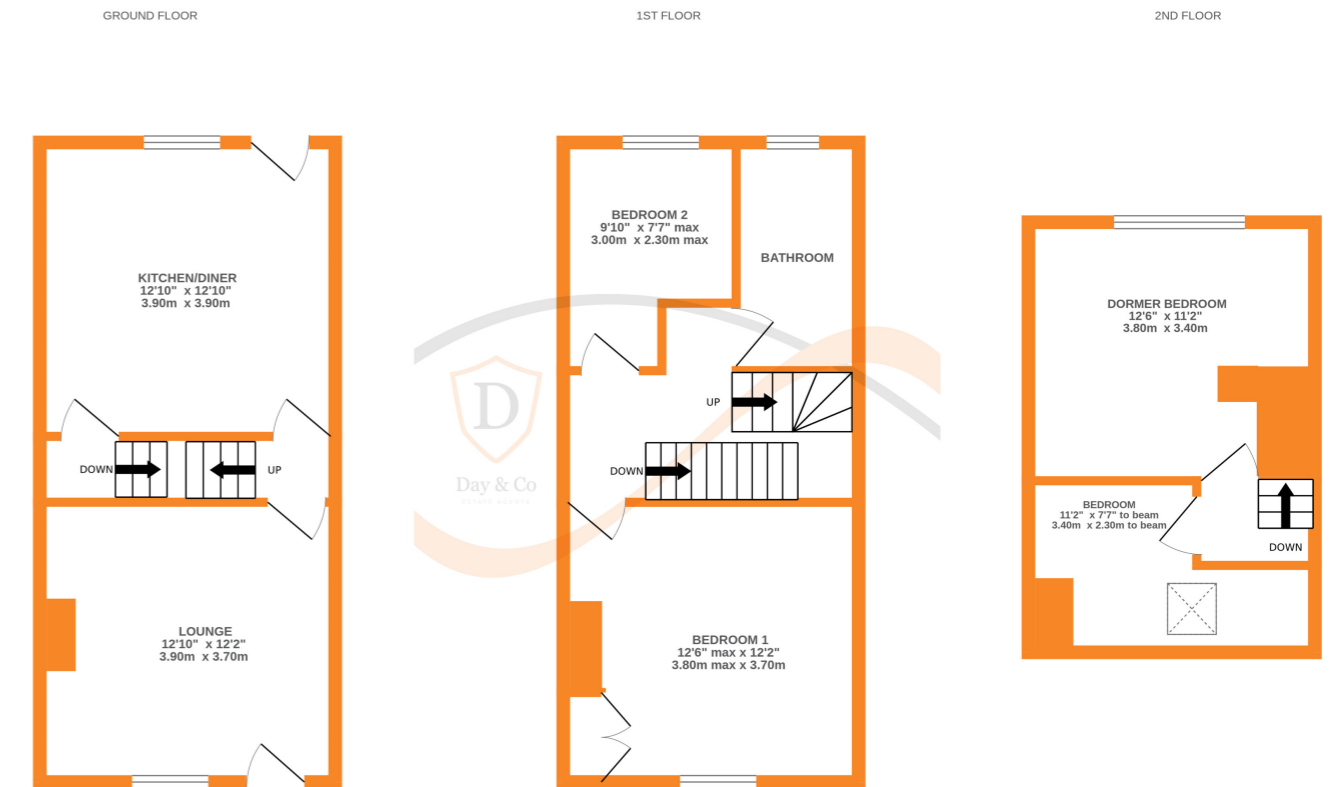 GROUND FLOOR
1ST FLOOR
2ND FLOOR
KITCHEN/DINER
12'10" x 12'10"
3.90m x 3.90m
DOWN
UP
LOUNGE
12'10" x 12'2"
3.90m x 3.70m
BEDROOM 2
9'10" x 7'7" max
3.00m x 2.30m max
BATHROOM
UP
DOWN
D
Day & Co
BEDROOM 1
12'6" max x 12'2"
3.80m max x 3.70m
DORMER BEDROOM
12'6" x 11'2"
3.80m x 3.40m
BEDROOM
11'2" x 7'7" to beam
3.40m x 2.30m to beam
DOWN